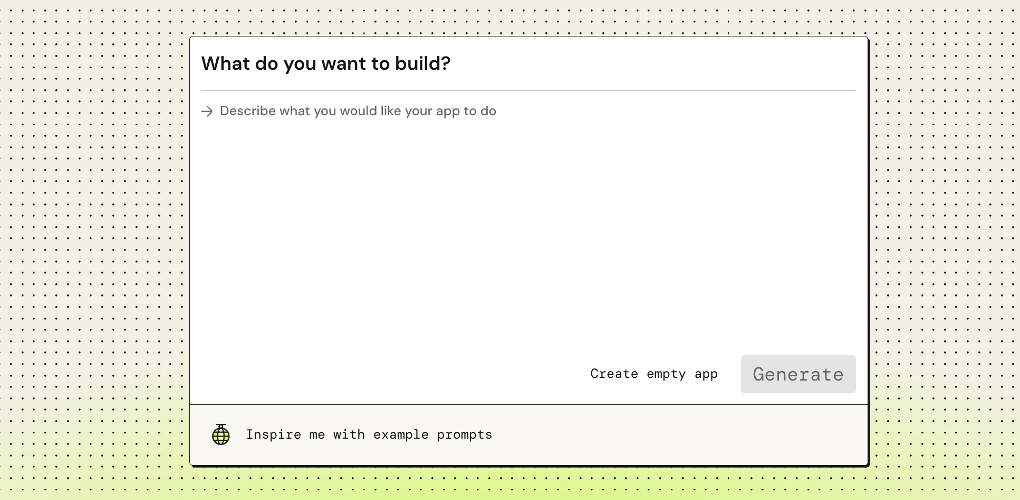 What do you want to build?
Describe what you would like your app to do
Create empty app
Generate
Inspire me with example prompts